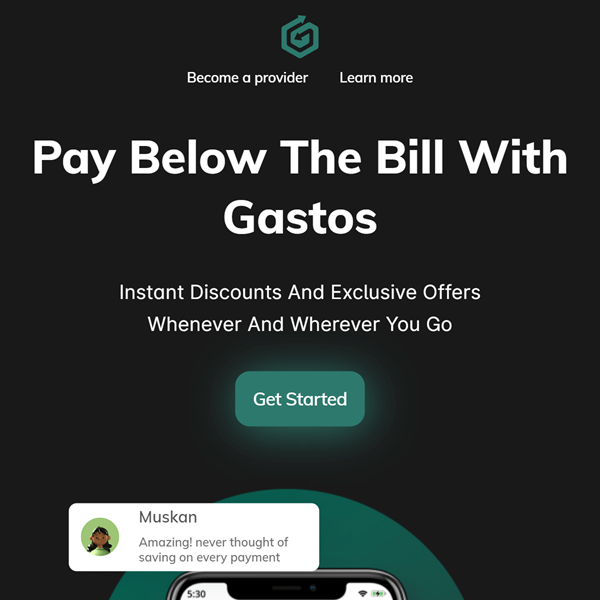 Become a provider Learn more
Pay Below The Bill With
Gastos
Instant Discounts And Exclusive Offers
Whenever And Wherever You Go
Get Started
Muskan
Amazing! never thought of
saving on every payment
5:30